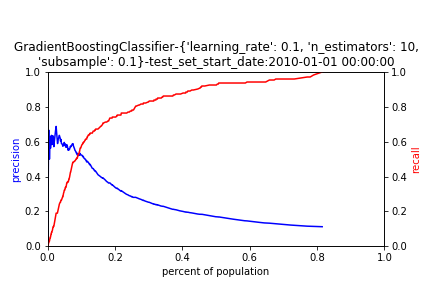 GradientBoostingClassifier-{'learning_rate': 0.1, 'n_estimators': 10,
'subsample': 0.1}-test_set_start_date:2010-01-01 00:00:00
1.0 1.0
0.8 0.8
0.6 0.6
precision recall
0.4 0.4
0.2 0.2
0.0 0.0
0.0 0.2 0.4 0.6 0.8 1.0
percent of population